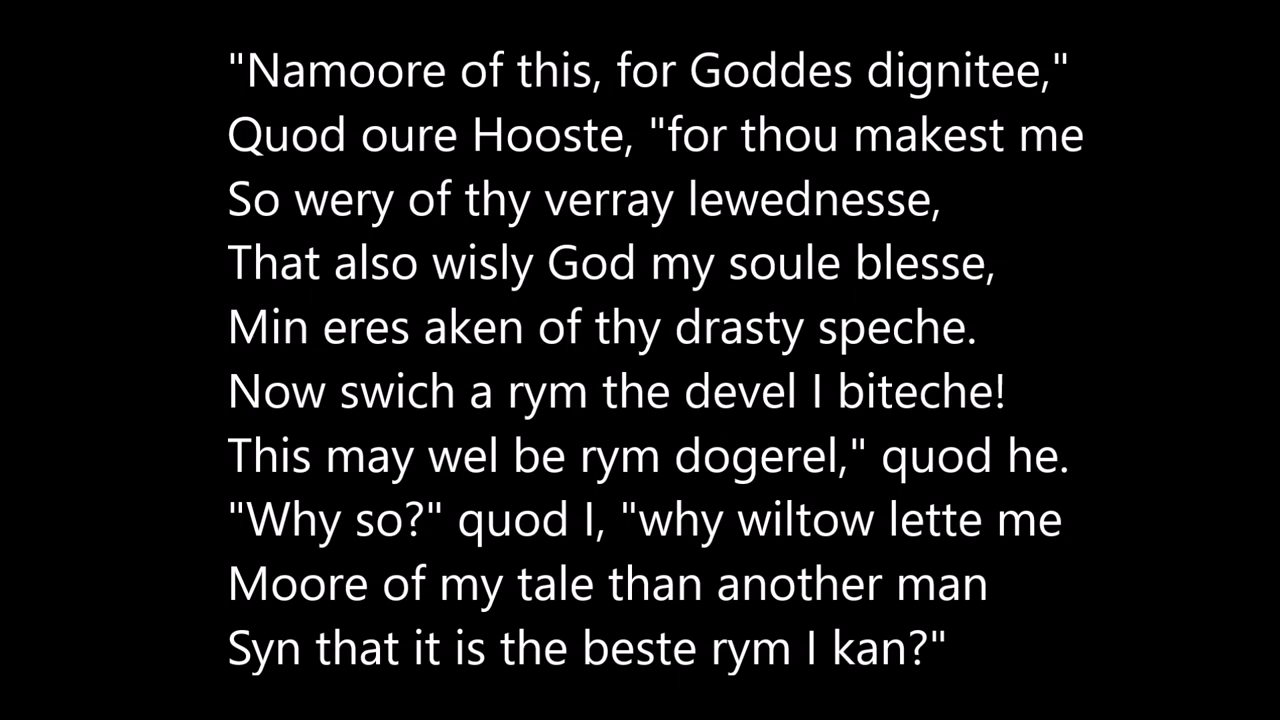 "Namoore of this, for Goddes dignitee,"
Quod oure Hooste, "for thou makest me
So wery of thy verray lewednesse,
That also wisly God my soule blesse,
Min eres aken of thy drasty speche.
Now swich a rym the devel I biteche!
This may wel be rym dogerel," quod he.
"Why so?" quod I, "why wiltow lette me
Moore of my tale than another man
Syn that it is the beste rym I kan?"